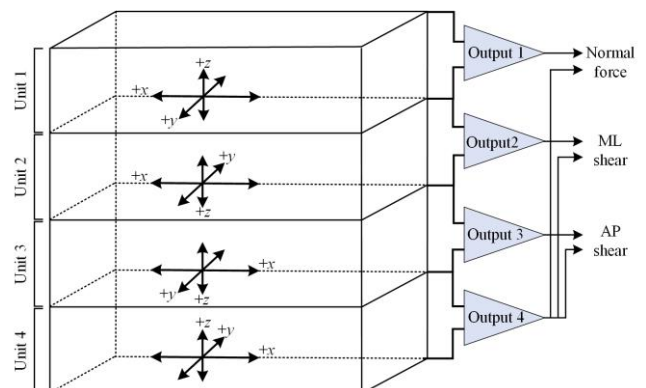 Unit 1
+z
+x
+y
Unit 2
+y
+x
+z
Unit 3
+x
+y
+z
Unit 4
+z
+y
+x
Output 1
Output2
Output 3
Output 4
Normal
force
ML
shear
AP
shear